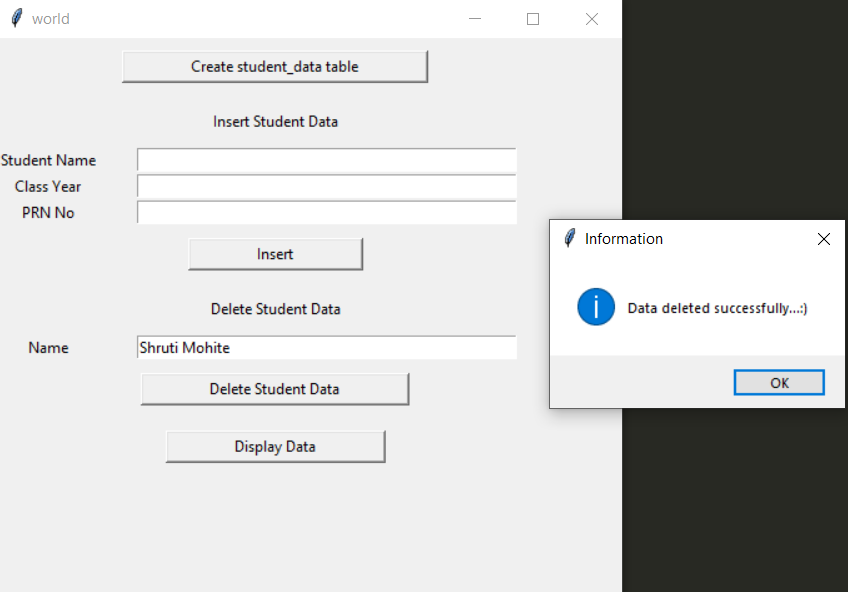 world
Create student_data table
Insert Student Data
Student Name
Class Year
PRN No
Insert
Delete Student Data
Name Shruti Mohite
Delete Student Data
Display Data
Information
Data deleted successfully...:)
OK